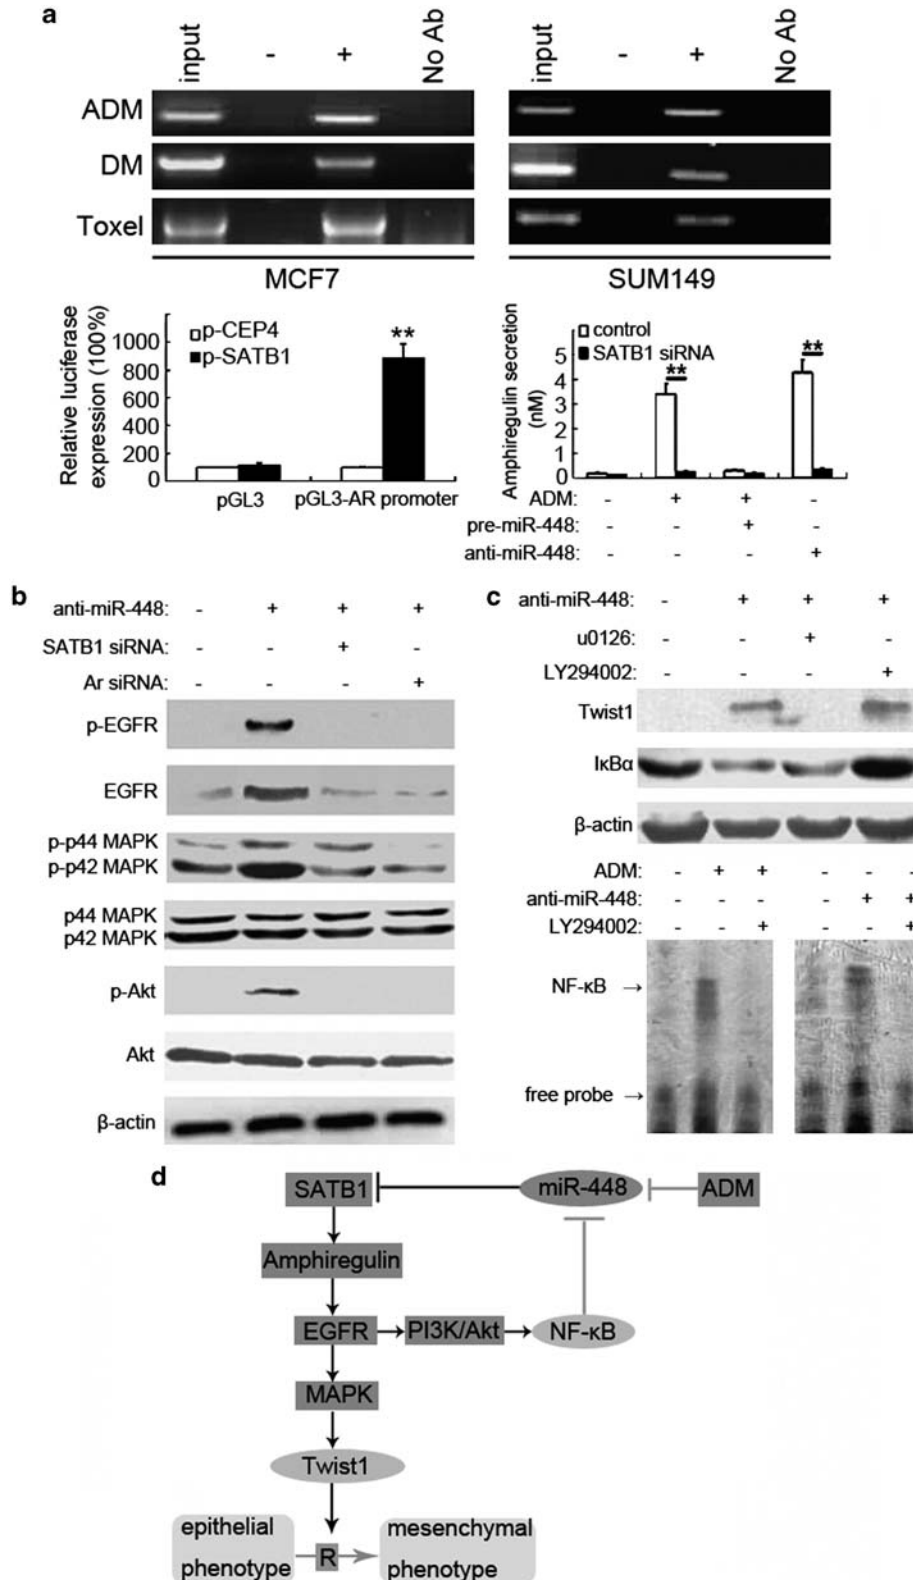 a
input - + No Ab input - + No Ab
ADM
DM
Toxel
MCF7 SUM149
Relative luciferase
expression (100%)
1000
800
600
400
200
0
p-CEP4
p-SATB1
**
pGL3 pGL3-AR promoter
Amphiregulin secretion
(nM)
5
4
3
2
1
0
control
SATB1 siRNA
** **
ADM: - + + -
pre-miR-448: - - + -
anti-miR-448: - - - +
b
anti-miR-448: - + + +
SATB1 siRNA: - - + -
Ar siRNA: - - - +
p-EGFR
EGFR
p-p44 MAPK
p-p42 MAPK
p44 MAPK
p42 MAPK
p-Akt
Akt
β-actin
c
anti-miR-448: - + + +
u0126 - - + -
LY294002: - - - +
Twist1
IκBα
β-actin
ADM: - + + - - -
anti-miR-448: - - - - + +
LY294002: - - + - - +
NF-κB →
free probe →
d
SATB1 miR-448 ADM
Amphiregulin
EGFR PI3K/Akt NF-κB
MAPK
Twist1
epithelial
phenotype
R
mesenchymal
phenotype